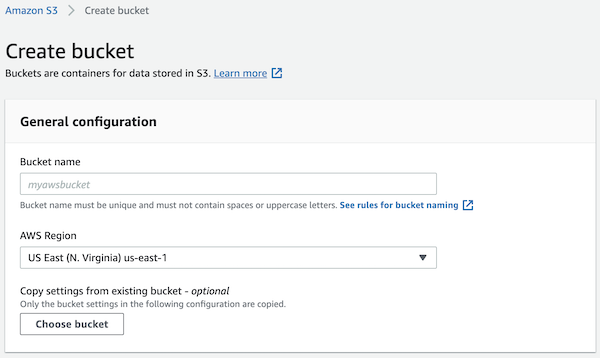 Amazon S3 > Create bucket
Create bucket
Buckets are containers for data stored in S3. Learn more
General configuration
Bucket name
myawsbucket
Bucket name must be unique and must not contain spaces or uppercase letters. See rules for bucket naming
AWS Region
US East (N. Virginia) us-east-1
Copy settings from existing bucket - optional
Only the bucket settings in the following configuration are copied.
Choose bucket